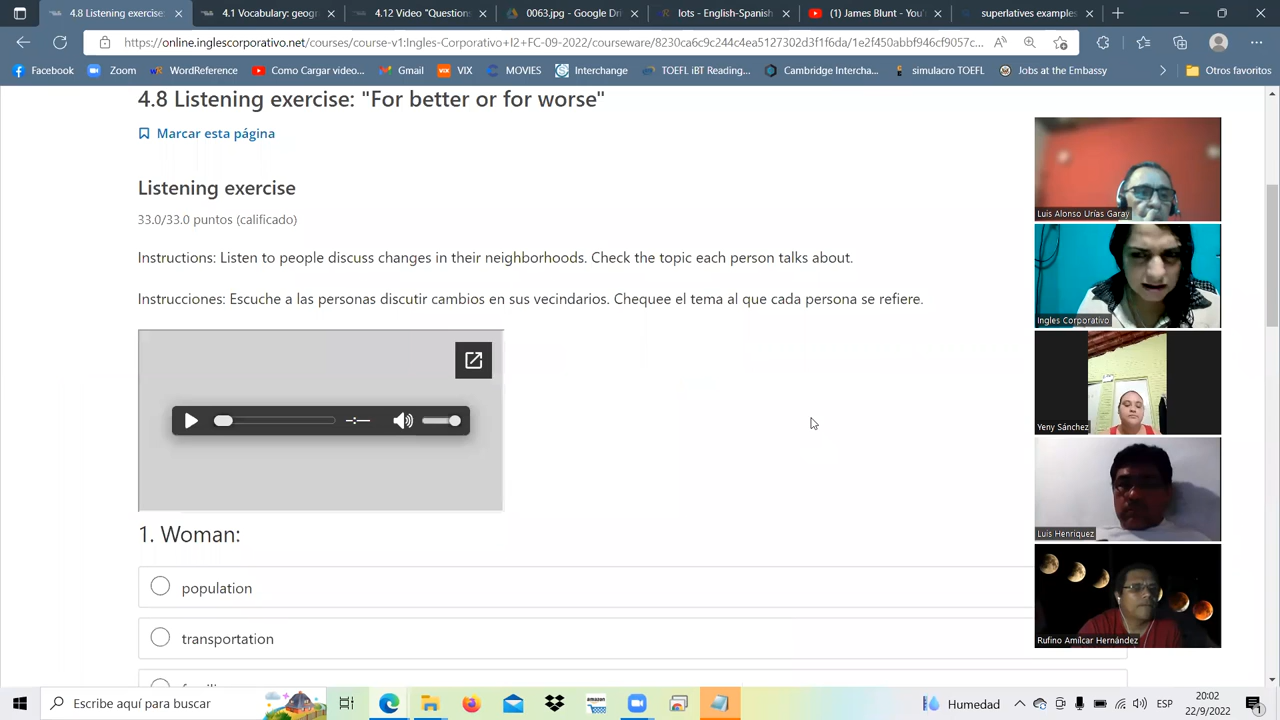 4.8 Listening exercise:
4.1 Vocabulary: geogr
4.12 Video "Question
0063.jpg - Google Dri
lots - English-Spanish
(1) James Blunt - You'
superlatives examples
https://online.inglescorporativo.net/courses/course-v1:Ingles-Corporativo+I2+FC-09-2022/courseware/8230ca6c9c244c4ea5127302d3f1f6da/1e2f450abbf946cf9057c...
Facebook
Zoom
WordReference
Como Cargar video...
Gmail
VIX
MOVIES
Interchange
TOEFL iBT Reading...
Cambridge Intercha...
simulacro TOEFL
Jobs at the Embassy
Otros favoritos
4.8 Listening exercise: "For better or for worse"
Marcar esta página
Listening exercise
33.0/33.0 puntos (calificado)
Instructions: Listen to people discuss changes in their neighborhoods. Check the topic each person talks about.
Instrucciones: Escuche a las personas discutir cambios en sus vecindarios. Chequee el tema al que cada persona se refiere.
-:-
1. Woman:
population
transportation
Luis Alonso Urías Garay
Ingles Corporativo
Yeny Sánchez
Luis Henriquez
Rufino Amílcar Hernández
Escribe aquí para buscar
Humedad
ESP
20:02
22/9/2022
1